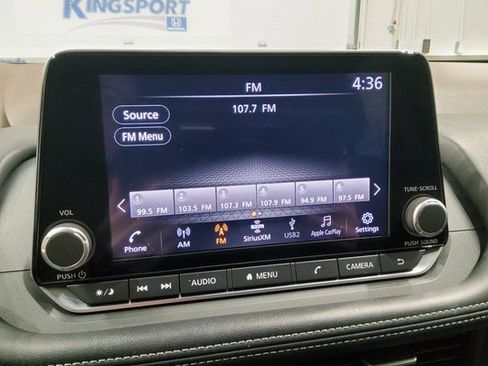 KINGSPORT
HONDA
FM
4:36
Source
107.7 FM
FM Menu
1 2 3 4 5 6
99.5 FM 103.5 FM 107.3 FM 107.9 FM 94.9 FM 97.5 FM
VOL
TUNE·SCROLL
Phone AM FM SiriusXM USB2 Apple CarPlay Settings
PUSH
PUSH SOUND
AUDIO MENU CAMERA